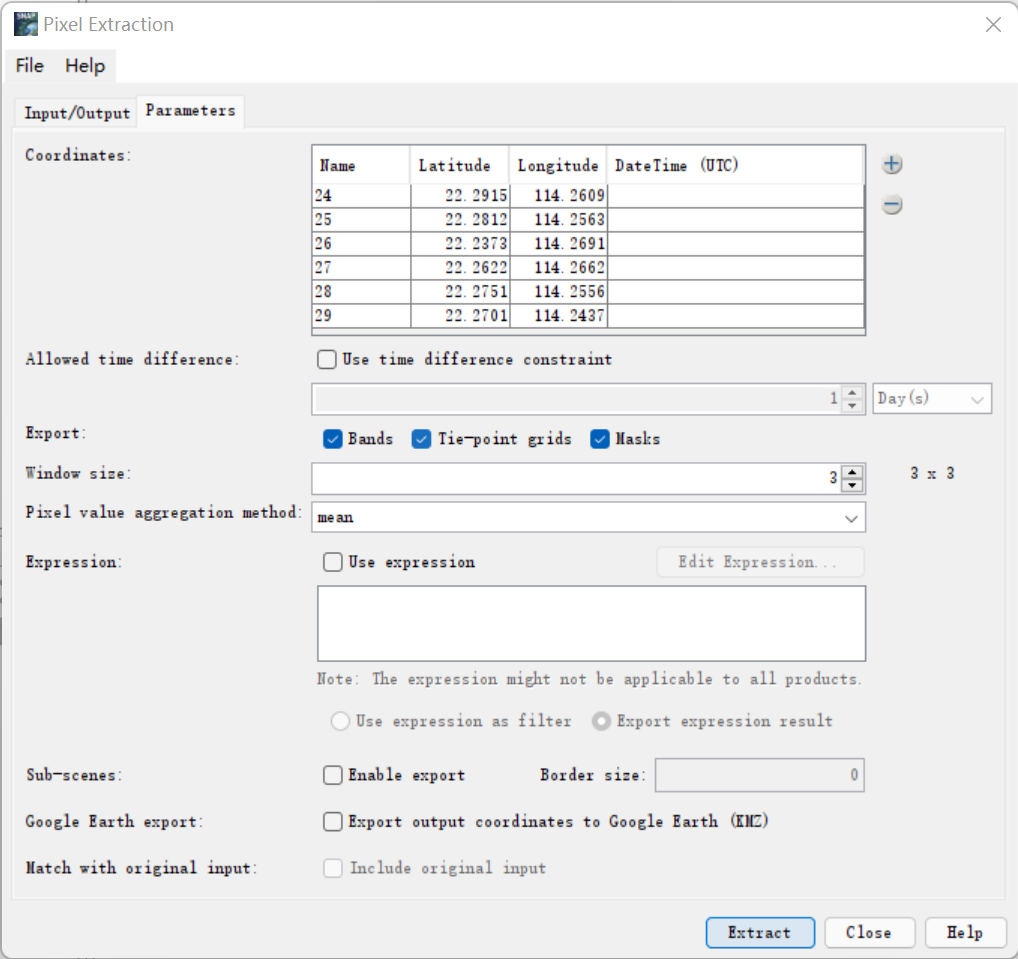 Pixel Extraction
File Help
Input/Output Parameters
Coordinates:
Name Latitude Longitude DateTime (UTC)
24 22.2915 114.2609
25 22.2812 114.2563
26 22.2373 114.2691
27 22.2622 114.2662
28 22.2751 114.2556
29 22.2701 114.2437
Allowed time difference: Use time difference constraint
1 Day(s)
Export: Bands Tie-point grids Masks
Window size: 3 3 x 3
Pixel value aggregation method: mean
Expression: Use expression Edit Expression...
Note: The expression might not be applicable to all products.
Use expression as filter Export expression result
Sub-scenes: Enable export Border size: 0
Google Earth export: Export output coordinates to Google Earth (KMZ)
Match with original input: Include original input
Extract Close Help